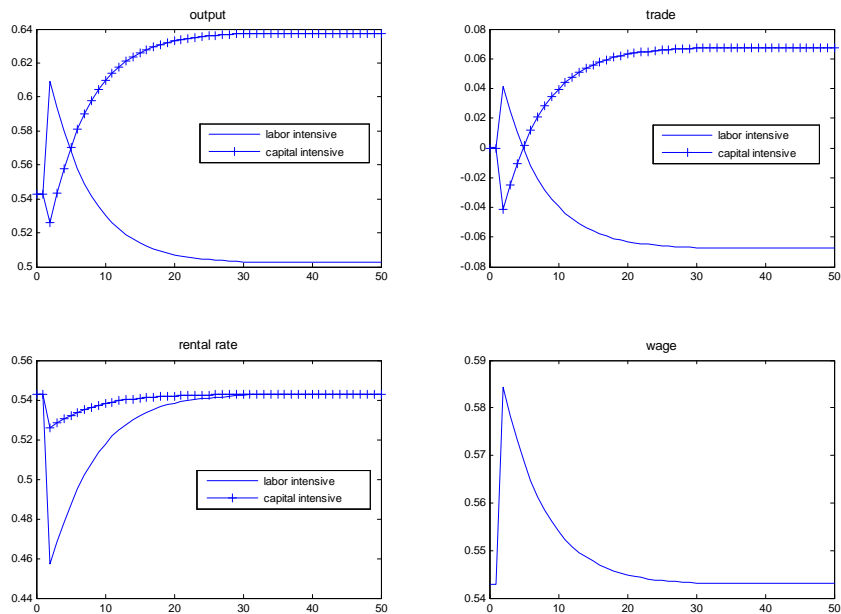 output
0.64
0.62
0.6
0.58
0.56
0.54
0.52
0.5
0 10 20 30 40 50
labor intensive
capital intensive
trade
0.08
0.06
0.04
0.02
0
-0.02
-0.04
-0.06
-0.08
0 10 20 30 40 50
labor intensive
capital intensive
rental rate
0.56
0.54
0.52
0.5
0.48
0.46
0.44
0 10 20 30 40 50
labor intensive
capital intensive
wage
0.59
0.58
0.57
0.56
0.55
0.54
0 10 20 30 40 50